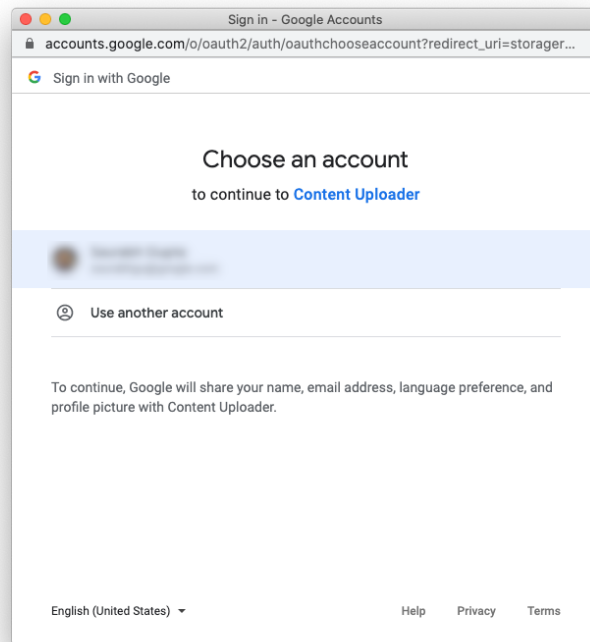 Sign in - Google Accounts
accounts.google.com/o/oauth2/auth/oauthchooseaccount?redirect_uri=storager...
Sign in with Google
Choose an account
to continue to Content Uploader
Use another account
To continue, Google will share your name, email address, language preference, and
profile picture with Content Uploader.
English (United States)
Help Privacy Terms